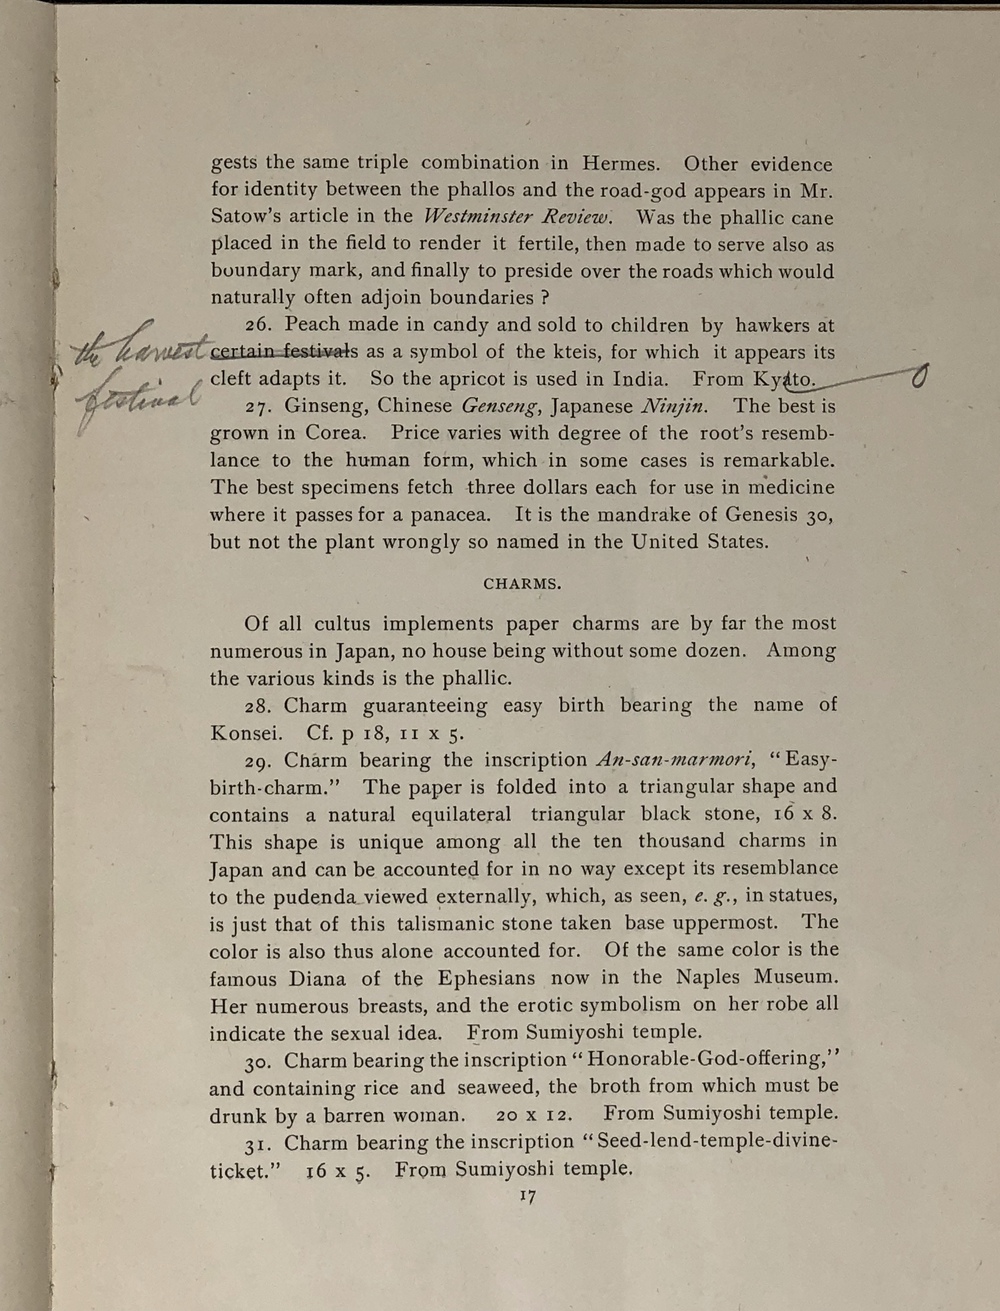 gests the same triple combination in Hermes. Other evidence
for identity between the phallos and the road-god appears in Mr.
Satow's article in the Westminster Review. Was the phallic cane
placed in the field to render it fertile, then made to serve also as
boundary mark, and finally to preside over the roads which would
naturally often adjoin boundaries ?
26. Peach made in candy and sold to children by hawkers at
the harvest
certain festivals as a symbol of the kteis, for which it appears its
festival
cleft adapts it. So the apricot is used in India. From Kyato. o
27. Ginseng, Chinese Genseng, Japanese Ninjin. The best is
grown in Corea. Price varies with degree of the root's resemb-
lance to the human form, which in some cases is remarkable.
The best specimens fetch three dollars each for use in medicine
where it passes for a panacea. It is the mandrake of Genesis 30,
but not the plant wrongly so named in the United States.
CHARMS.
Of all cultus implements paper charms are by far the most
numerous in Japan, no house being without some dozen. Among
the various kinds is the phallic.
28. Charm guaranteeing easy birth bearing the name of
Konsei. Cf. p 18, 11 x 5.
29. Charm bearing the inscription An-san-marmori, "Easy-
birth-charm." The paper is folded into a triangular shape and
contains a natural equilateral triangular black stone, 16 x 8.
This shape is unique among all the ten thousand charms in
Japan and can be accounted for in no way except its resemblance
to the pudenda viewed externally, which, as seen, e. g., in statues,
is just that of this talismanic stone taken base uppermost. The
color is also thus alone accounted for. Of the same color is the
famous Diana of the Ephesians now in the Naples Museum.
Her numerous breasts, and the erotic symbolism on her robe all
indicate the sexual idea. From Sumiyoshi temple.
30. Charm bearing the inscription "Honorable-God-offering,"
and containing rice and seaweed, the broth from which must be
drunk by a barren woman. 20 x 12. From Sumiyoshi temple.
31. Charm bearing the inscription "Seed-lend-temple-divine-
ticket." 16 x 5. From Sumiyoshi temple.
17